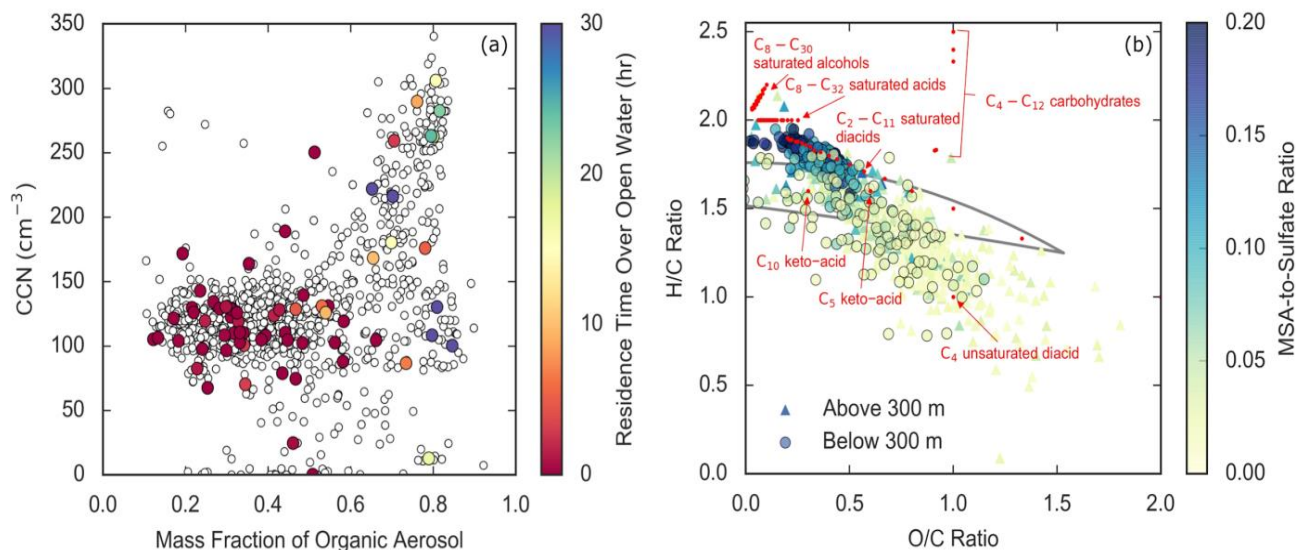 (a)
350
300
250
200
150
100
50
0
CCN (cm−3)
0.0 0.2 0.4 0.6 0.8 1.0
Mass Fraction of Organic Aerosol
30
20
10
0
Residence Time Over Open Water (hr)
(b)
2.5
2.0
1.5
1.0
0.5
0.0
H/C Ratio
C8 − C30
saturated alcohols
C8 − C32 saturated acids
C2 − C11 saturated
diacids
C4 − C12 carbohydrates
C10 keto−acid
C5 keto−acid
C4 unsaturated diacid
Above 300 m
Below 300 m
0.0 0.5 1.0 1.5 2.0
O/C Ratio
0.20
0.15
0.10
0.05
0.00
MSA-to-Sulfate Ratio